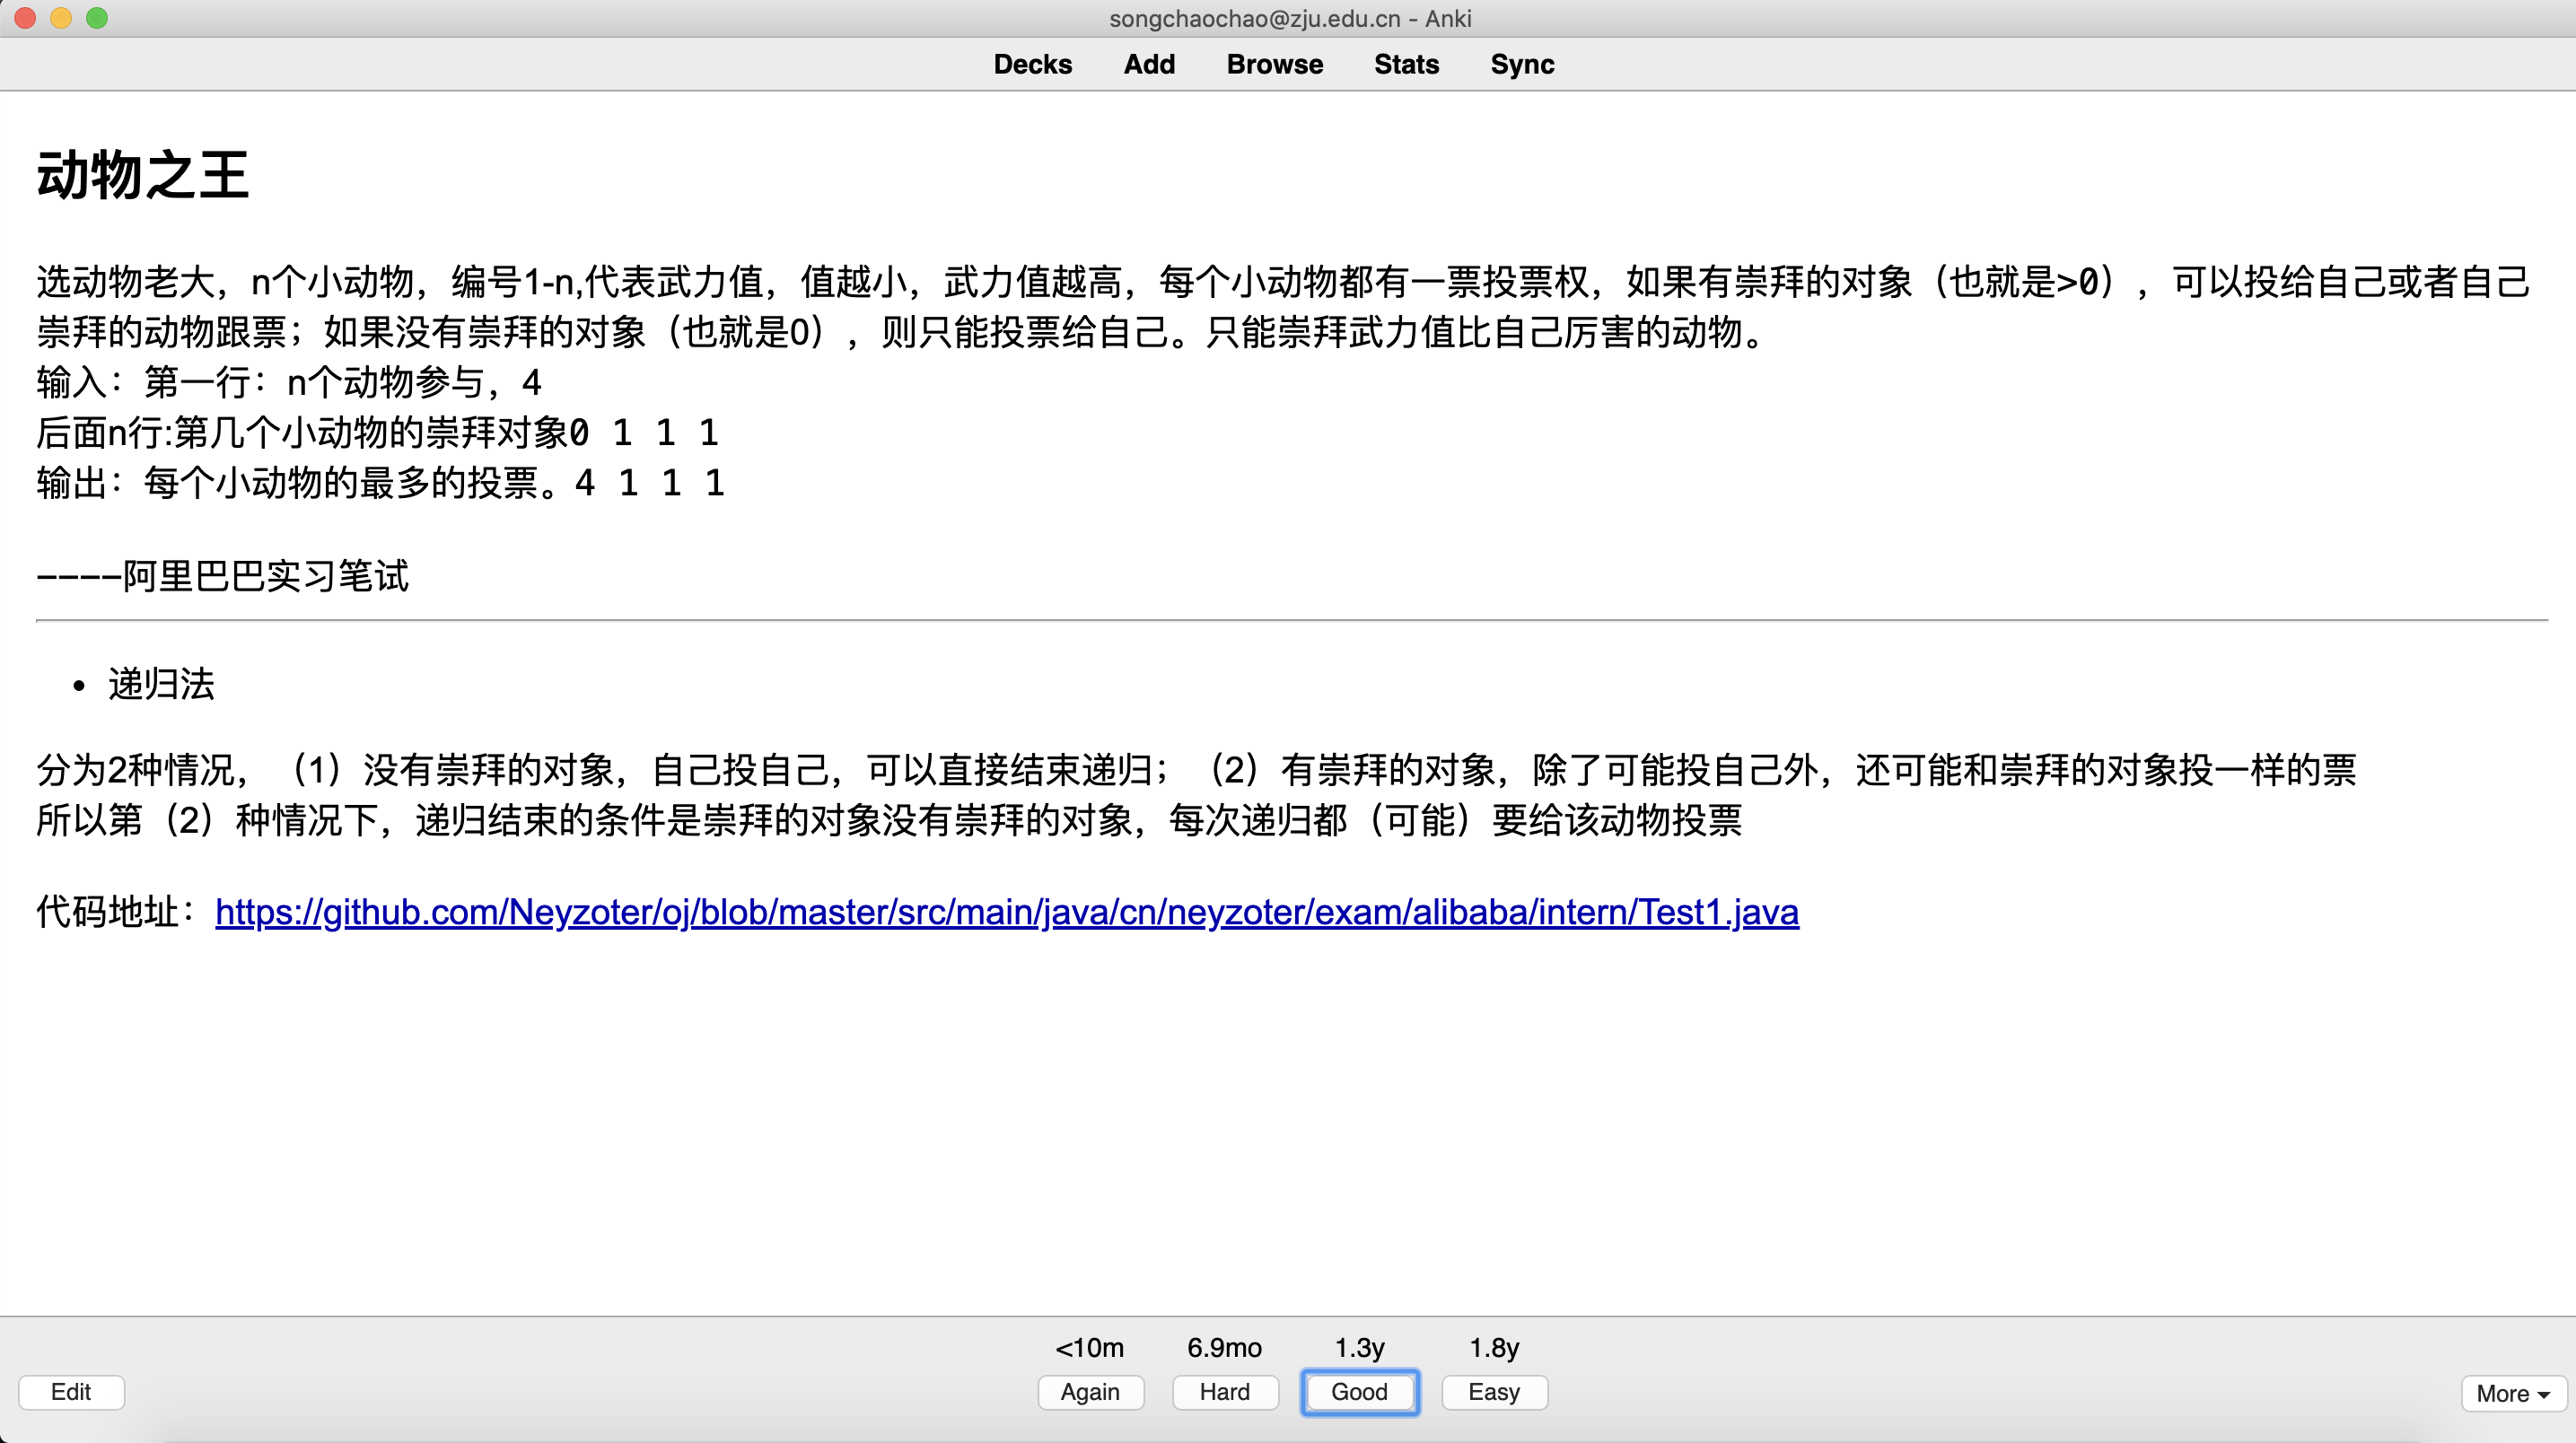 songchaochao@zju.edu.cn - Anki
Decks Add Browse Stats Sync
动物之王
选动物老大，n个小动物，编号1-n,代表武力值，值越小，武力值越高，每个小动物都有一票投票权，如果有崇拜的对象（也就是>0），可以投给自己或者自己
崇拜的动物跟票；如果没有崇拜的对象（也就是0），则只能投票给自己。只能崇拜武力值比自己厉害的动物。
输入：第一行：n个动物参与，4
后面n行:第几个小动物的崇拜对象0 1 1 1
输出：每个小动物的最多的投票。4 1 1 1
----阿里巴巴实习笔试
• 递归法
分为2种情况，（1）没有崇拜的对象，自己投自己，可以直接结束递归；（2）有崇拜的对象，除了可能投自己外，还可能和崇拜的对象投一样的票
所以第（2）种情况下，递归结束的条件是崇拜的对象没有崇拜的对象，每次递归都（可能）要给该动物投票
代码地址：https://github.com/Neyzoter/oj/blob/master/src/main/java/cn/neyzoter/exam/alibaba/intern/Test1.java
<10m 6.9mo 1.3y 1.8y
Edit Again Hard Good Easy More